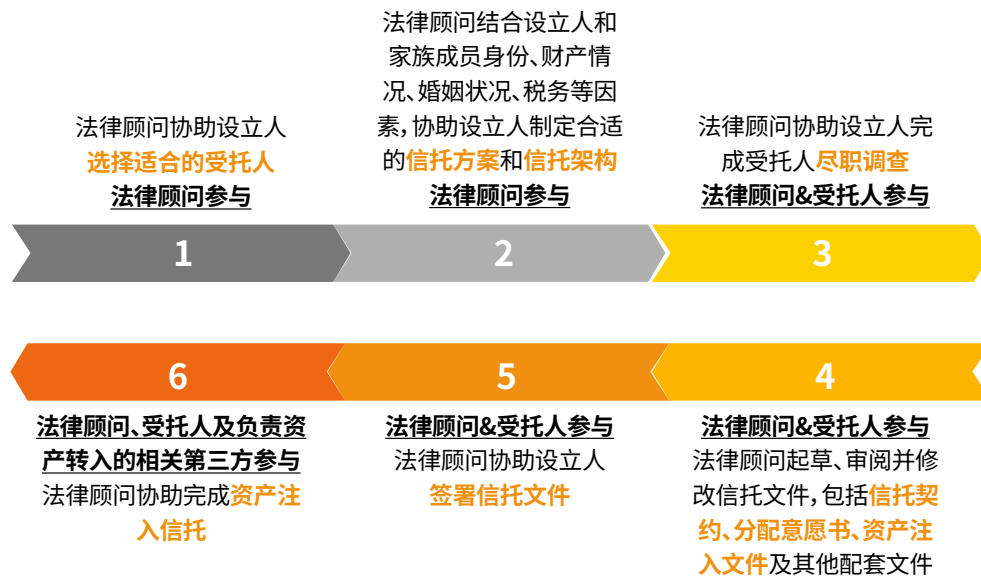 法律顾问协助设立人
选择适合的受托人
法律顾问参与
法律顾问结合设立人和
家族成员身份、财产情
况、婚姻状况、税务等因
素,协助设立人制定合适
的信托方案和信托架构
法律顾问参与
法律顾问协助设立人完
成受托人尽职调查
法律顾问&受托人参与
1
2
3
6
5
4
法律顾问、受托人及负责资
产转入的相关第三方参与
法律顾问协助完成资产注
入信托
法律顾问&受托人参与
法律顾问协助设立人
签署信托文件
法律顾问&受托人参与
法律顾问起草、审阅并修
改信托文件,包括信托契
约、分配意愿书、资产注
入文件及其他配套文件